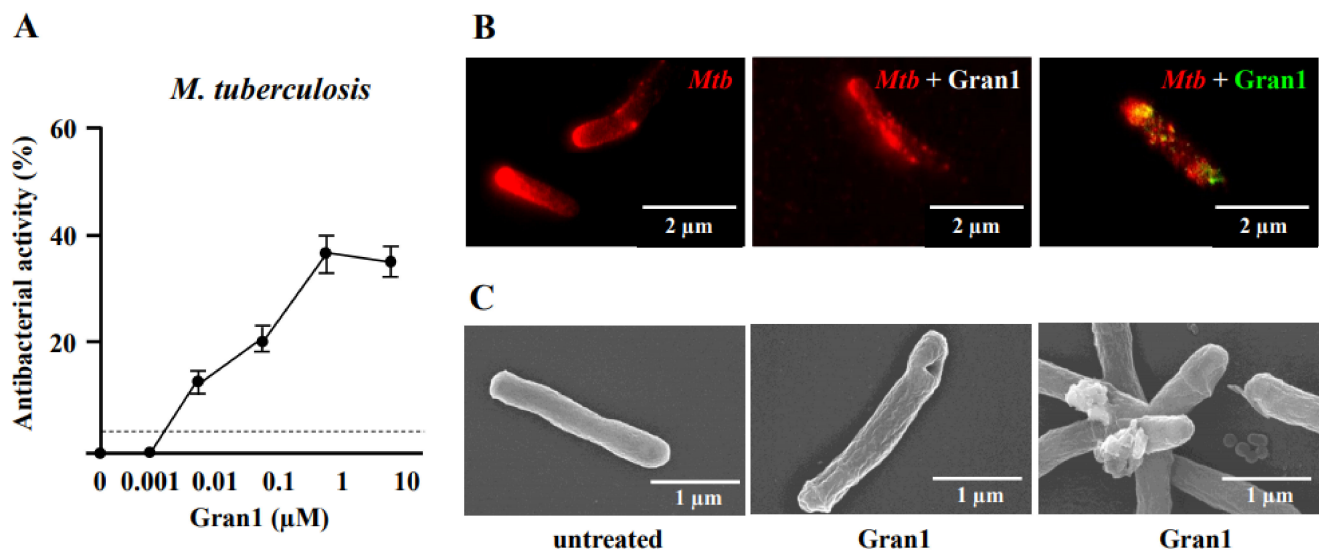 A
M. tuberculosis
Antibacterial activity (%)
60
40
20
0 0.001 0.01 0.1 1 10
Gran1 (µM)
B
Mtb
2 µm
Mtb + Gran1
2 µm
Mtb + Gran1
2 µm
C
1 µm
1 µm
1 µm
untreated
Gran1
Gran1